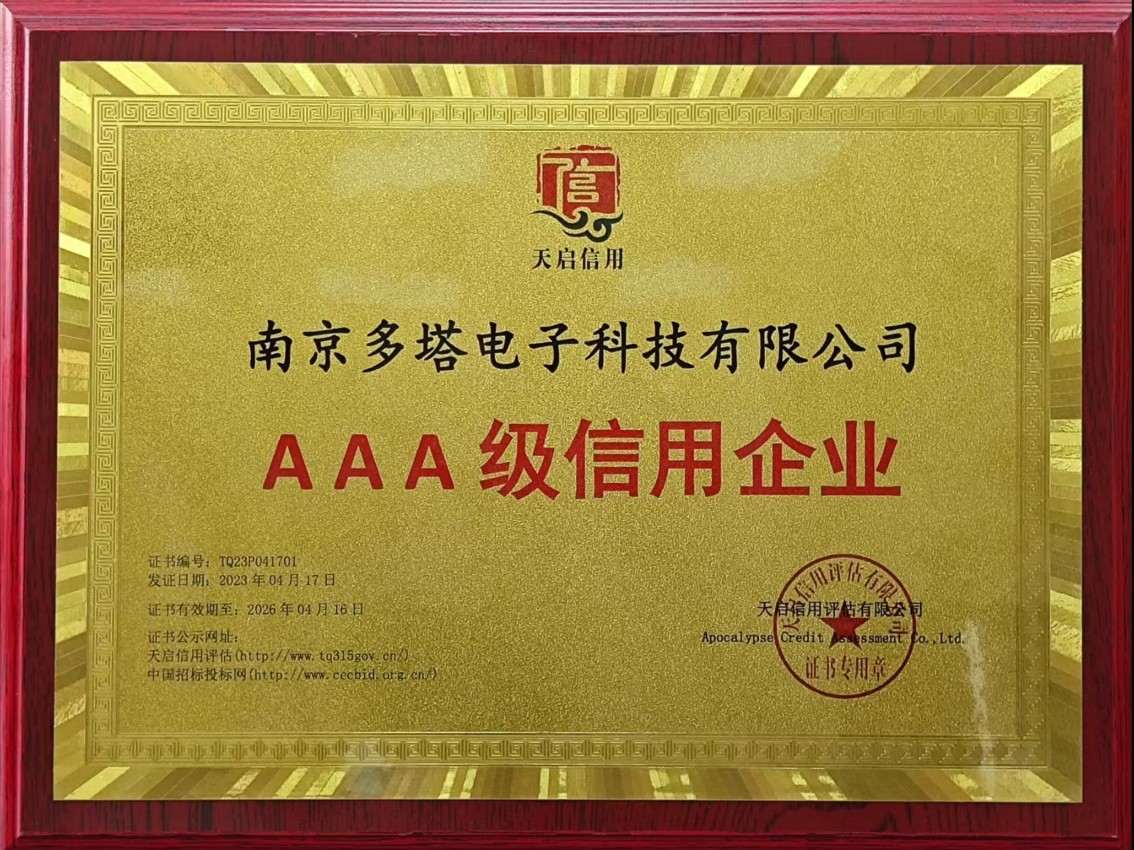 信
天启信用
南京多塔电子科技有限公司
AAA级信用企业
证书编号：TQ23P041701
发证日期：2023年04月17日
证书有效期至：2026年04月16日
证书公示网址：
天启信用评估(http://www.tq315gov.cn/)
中国招标投标网(http://www.cecbid.org.cn/)
天启信用评估有限公司
Apocalypse Credit Assessment Co.,Ltd.
天启信用评估有限公司
证书专用章